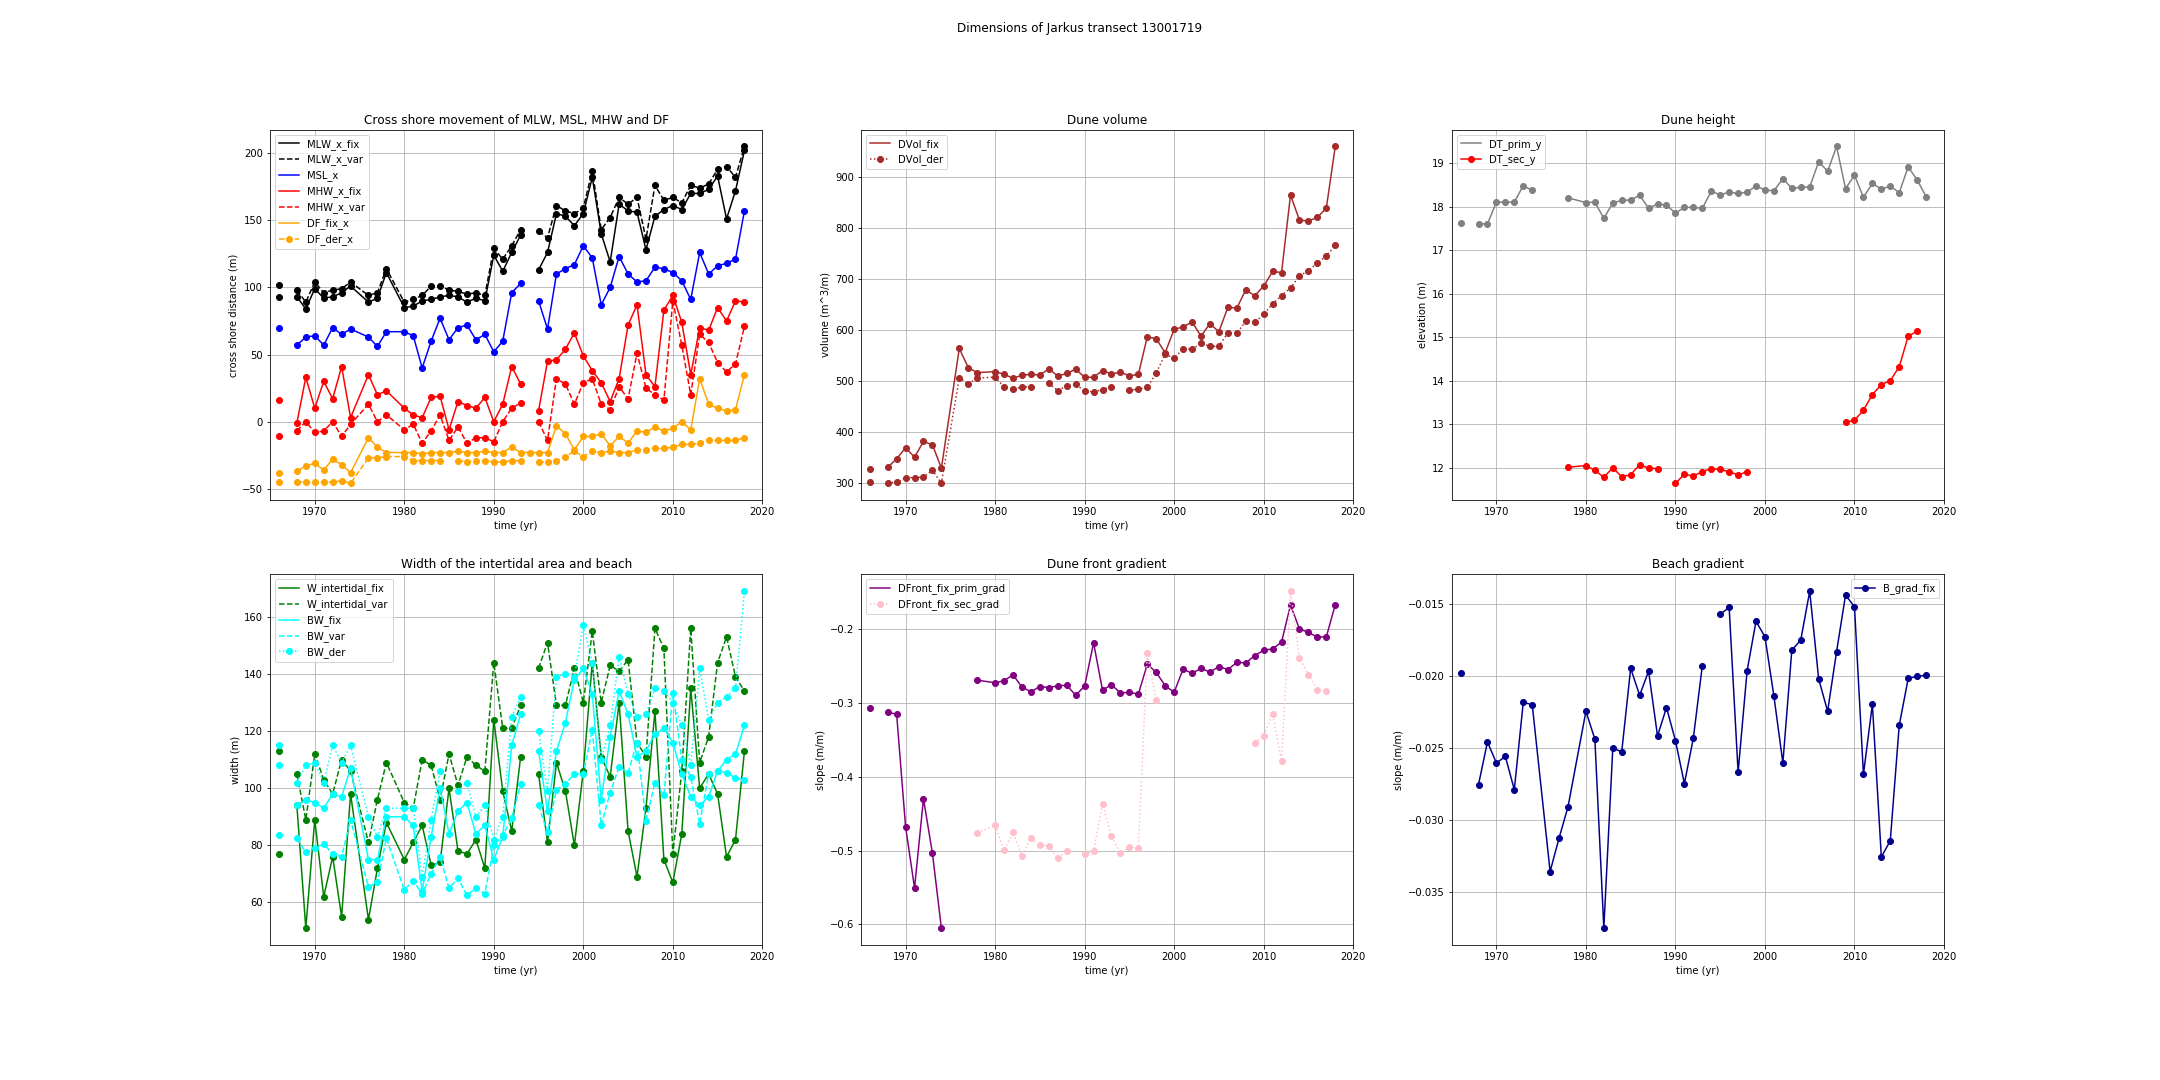 Dimensions of Jarkus transect 13001719
Cross shore movement of MLW, MSL, MHW and DF
MLW_x_fix
MLW_x_var
MSL_x
MHW_x_fix
MHW_x_var
DF_fix_x
DF_der_x
cross shore distance (m)
200
150
100
50
0
−50
1970
1980
1990
2000
2010
2020
time (yr)
Dune volume
DVol_fix
DVol_der
volume (m^3/m)
900
800
700
600
500
400
300
1970
1980
1990
2000
2010
2020
time (yr)
Dune height
DT_prim_y
DT_sec_y
elevation (m)
19
18
17
16
15
14
13
12
1970
1980
1990
2000
2010
2020
time (yr)
Width of the intertidal area and beach
W_intertidal_fix
W_intertidal_var
BW_fix
BW_var
BW_der
width (m)
160
140
120
100
80
60
1970
1980
1990
2000
2010
2020
time (yr)
Dune front gradient
DFront_fix_prim_grad
DFront_fix_sec_grad
slope (m/m)
−0.2
−0.3
−0.4
−0.5
−0.6
1970
1980
1990
2000
2010
2020
time (yr)
Beach gradient
B_grad_fix
slope (m/m)
−0.015
−0.020
−0.025
−0.030
−0.035
1970
1980
1990
2000
2010
2020
time (yr)